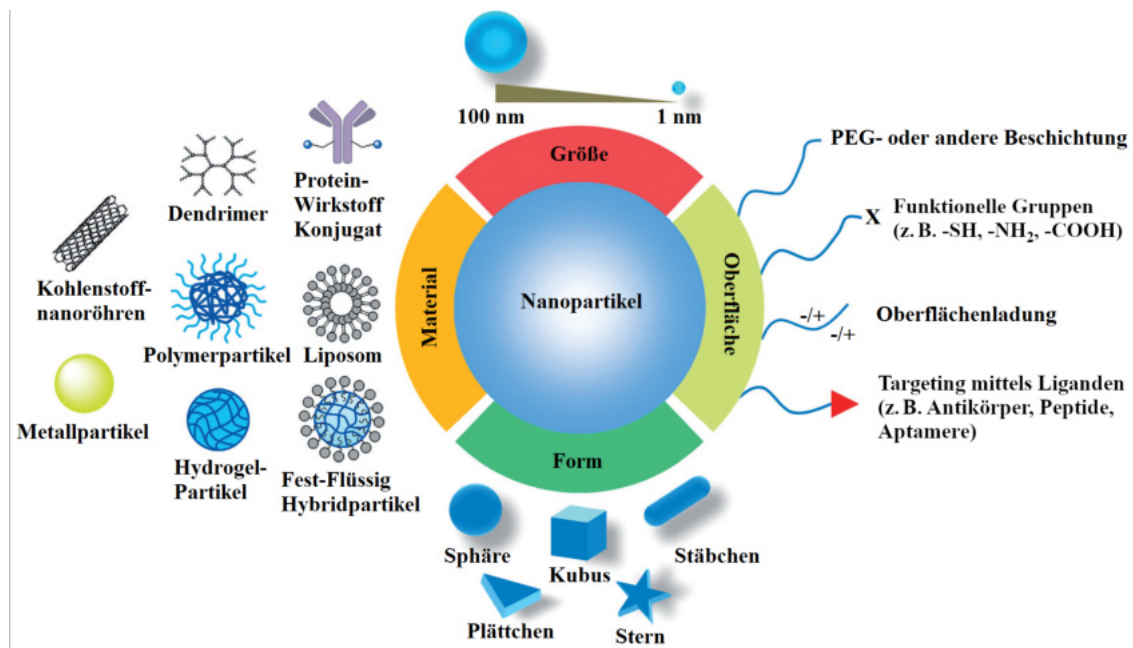 100 nm
1 nm
Größe
Nanopartikel
Material
Oberfläche
Form
Dendrimer
Protein-
Wirkstoff
Konjugat
Kohlenstoff-
nanoröhren
Polymerpartikel
Liposom
Metallpartikel
Hydrogel-
Partikel
Fest-Flüssig
Hybridpartikel
PEG- oder andere Beschichtung
X
Funktionelle Gruppen
(z. B. -SH, -NH₂, -COOH)
-/+
-/+
Oberflächenladung
Targeting mittels Liganden
(z. B. Antikörper, Peptide,
Aptamere)
Sphäre
Kubus
Stäbchen
Plättchen
Stern